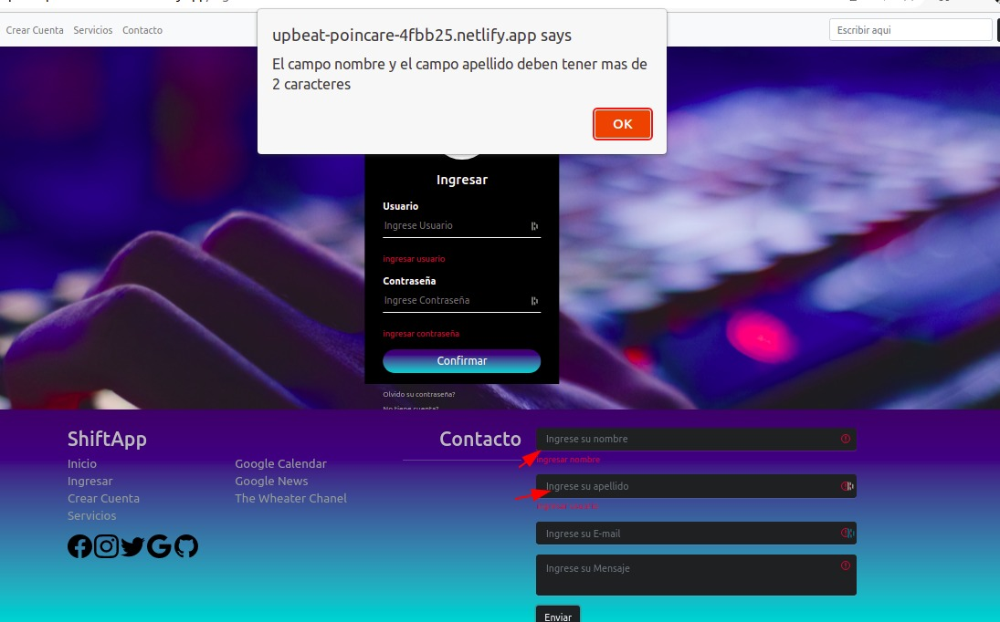 Crear Cuenta Servicios Contacto
Escribir aqui
upbeat-poincare-4fbb25.netlify.app says
El campo nombre y el campo apellido deben tener mas de
2 caracteres
OK
Ingresar
Usuario
Ingrese Usuario
ingresar usuario
Contraseña
Ingrese Contraseña
ingresar contraseña
Confirmar
Olvido su contraseña?
No tiene cuenta?
ShiftApp
Inicio
Ingresar
Crear Cuenta
Servicios
Google Calendar
Google News
The Wheater Chanel
Contacto
Ingrese su nombre
ingresar nombre
Ingrese su apellido
Ingrese su E-mail
Ingrese su Mensaje
Enviar